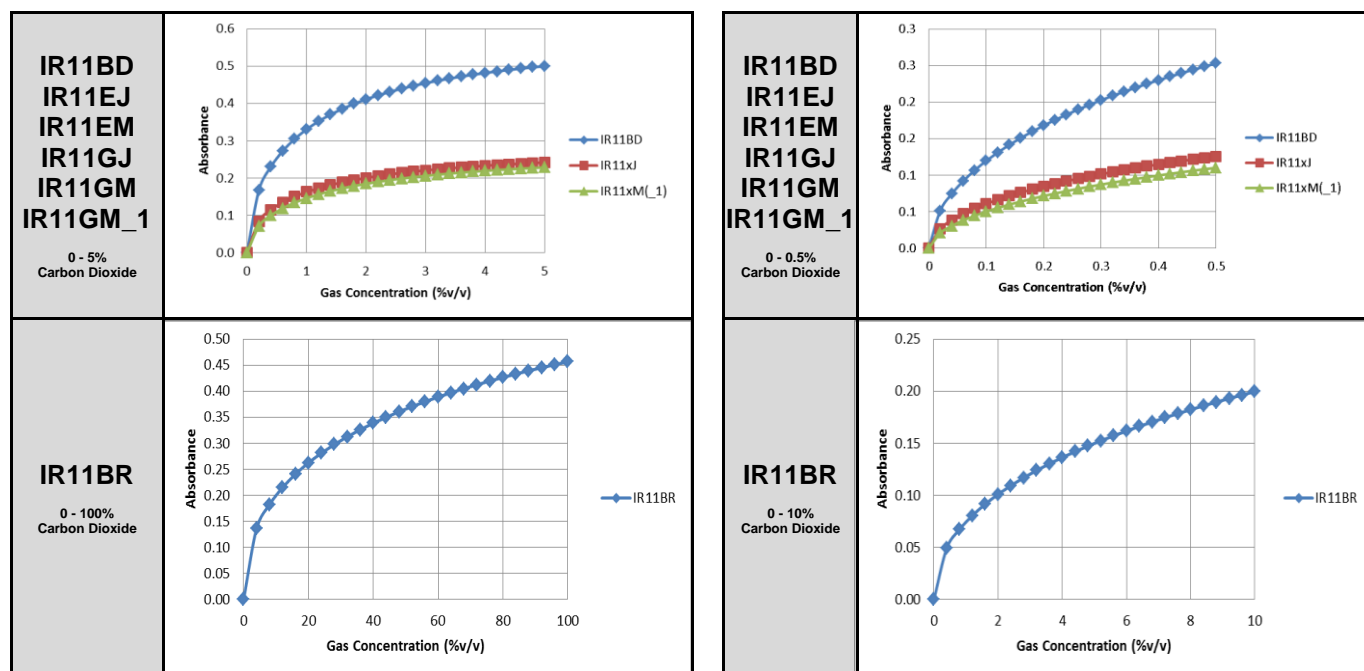 IR11BD
IR11EJ
IR11EM
IR11GJ
IR11GM
IR11GM_1
0 - 5%
Carbon Dioxide
0.6
0.5
0.4
0.3
0.2
0.1
0.0
Absorbance
0 1 2 3 4 5
Gas Concentration (%v/v)
IR11BD
IR11xJ
IR11xM(_1)
IR11BD
IR11EJ
IR11EM
IR11GJ
IR11GM
IR11GM_1
0 - 0.5%
Carbon Dioxide
0.3
0.3
0.2
0.2
0.1
0.1
0.0
Absorbance
0 0.1 0.2 0.3 0.4 0.5
Gas Concentration (%v/v)
IR11BD
IR11xJ
IR11xM(_1)
IR11BR
0 - 100%
Carbon Dioxide
0.50
0.45
0.40
0.35
0.30
0.25
0.20
0.15
0.10
0.05
0.00
Absorbance
0 20 40 60 80 100
Gas Concentration (%v/v)
IR11BR
IR11BR
0 - 10%
Carbon Dioxide
0.25
0.20
0.15
0.10
0.05
0.00
Absorbance
0 2 4 6 8 10
Gas Concentration (%v/v)
IR11BR